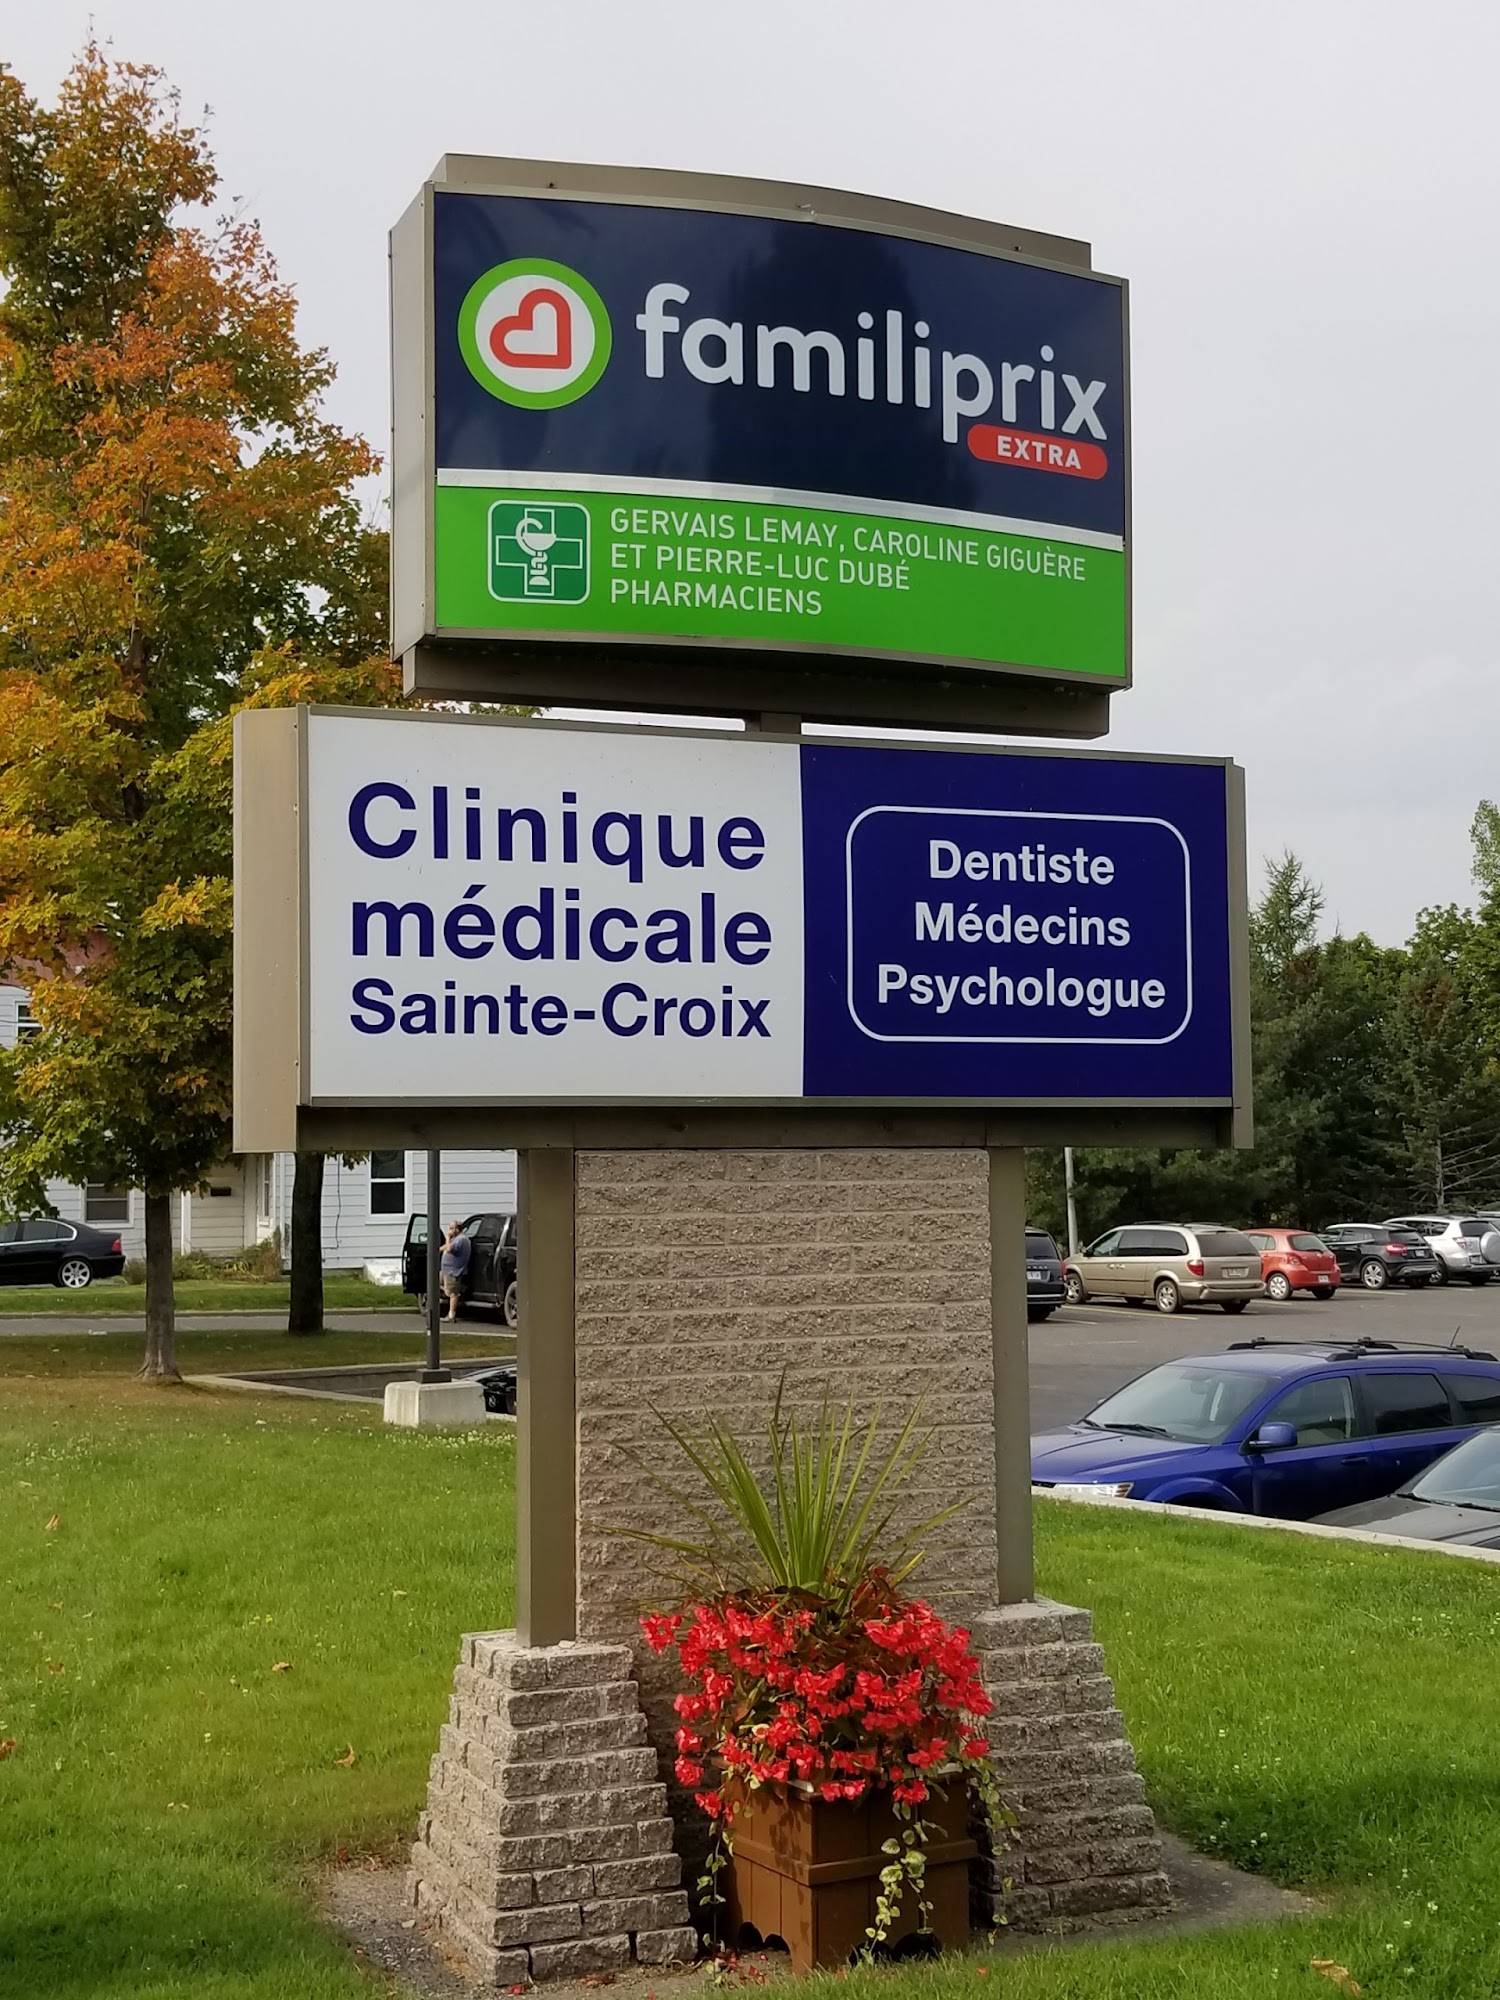 familiprix
EXTRA
GERVAIS LEMAY, CAROLINE GIGUÈRE
ET PIERRE-LUC DUBÉ
PHARMACIENS
Clinique
médicale
Sainte-Croix
Dentiste
Médecins
Psychologue